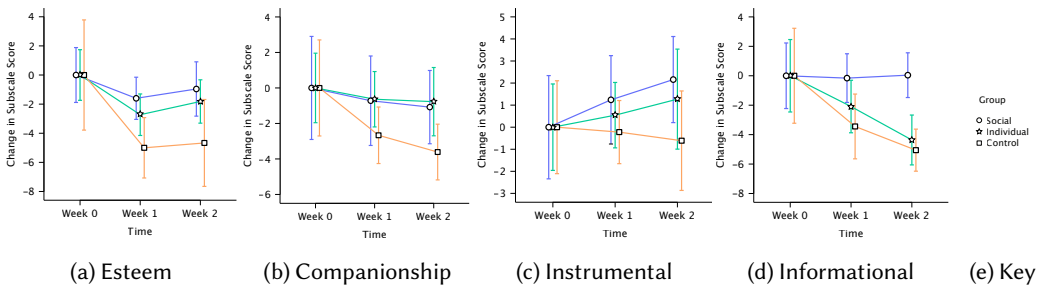 4
2
0
−2
−4
−6
−8
Change in Subscale Score
Week 0 Week 1 Week 2
Time
(a) Esteem
4
2
0
−2
−4
−6
Change in Subscale Score
Week 0 Week 1 Week 2
Time
(b) Companionship
5
4
3
2
1
0
−1
−2
−3
Change in Subscale Score
Week 0 Week 1 Week 2
Time
(c) Instrumental
4
2
0
−2
−4
−6
−8
Change in Subscale Score
Week 0 Week 1 Week 2
Time
(d) Informational
Group
Social
Individual
Control
(e) Key